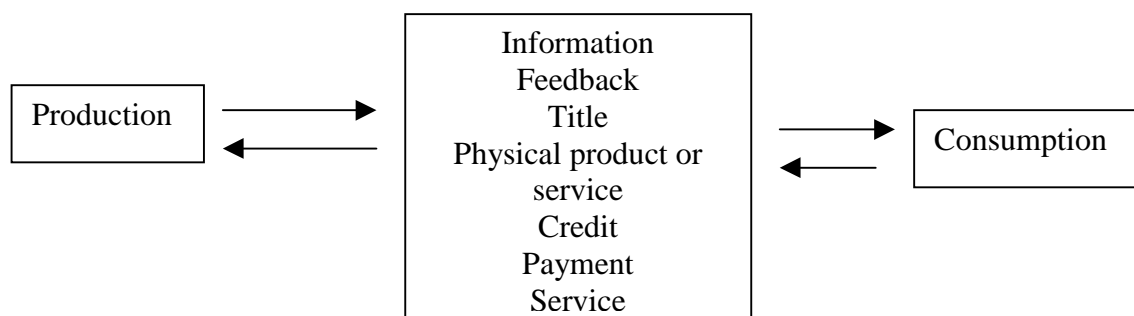 Production
Information
Feedback
Title
Physical product or
service
Credit
Payment
Service
Consumption